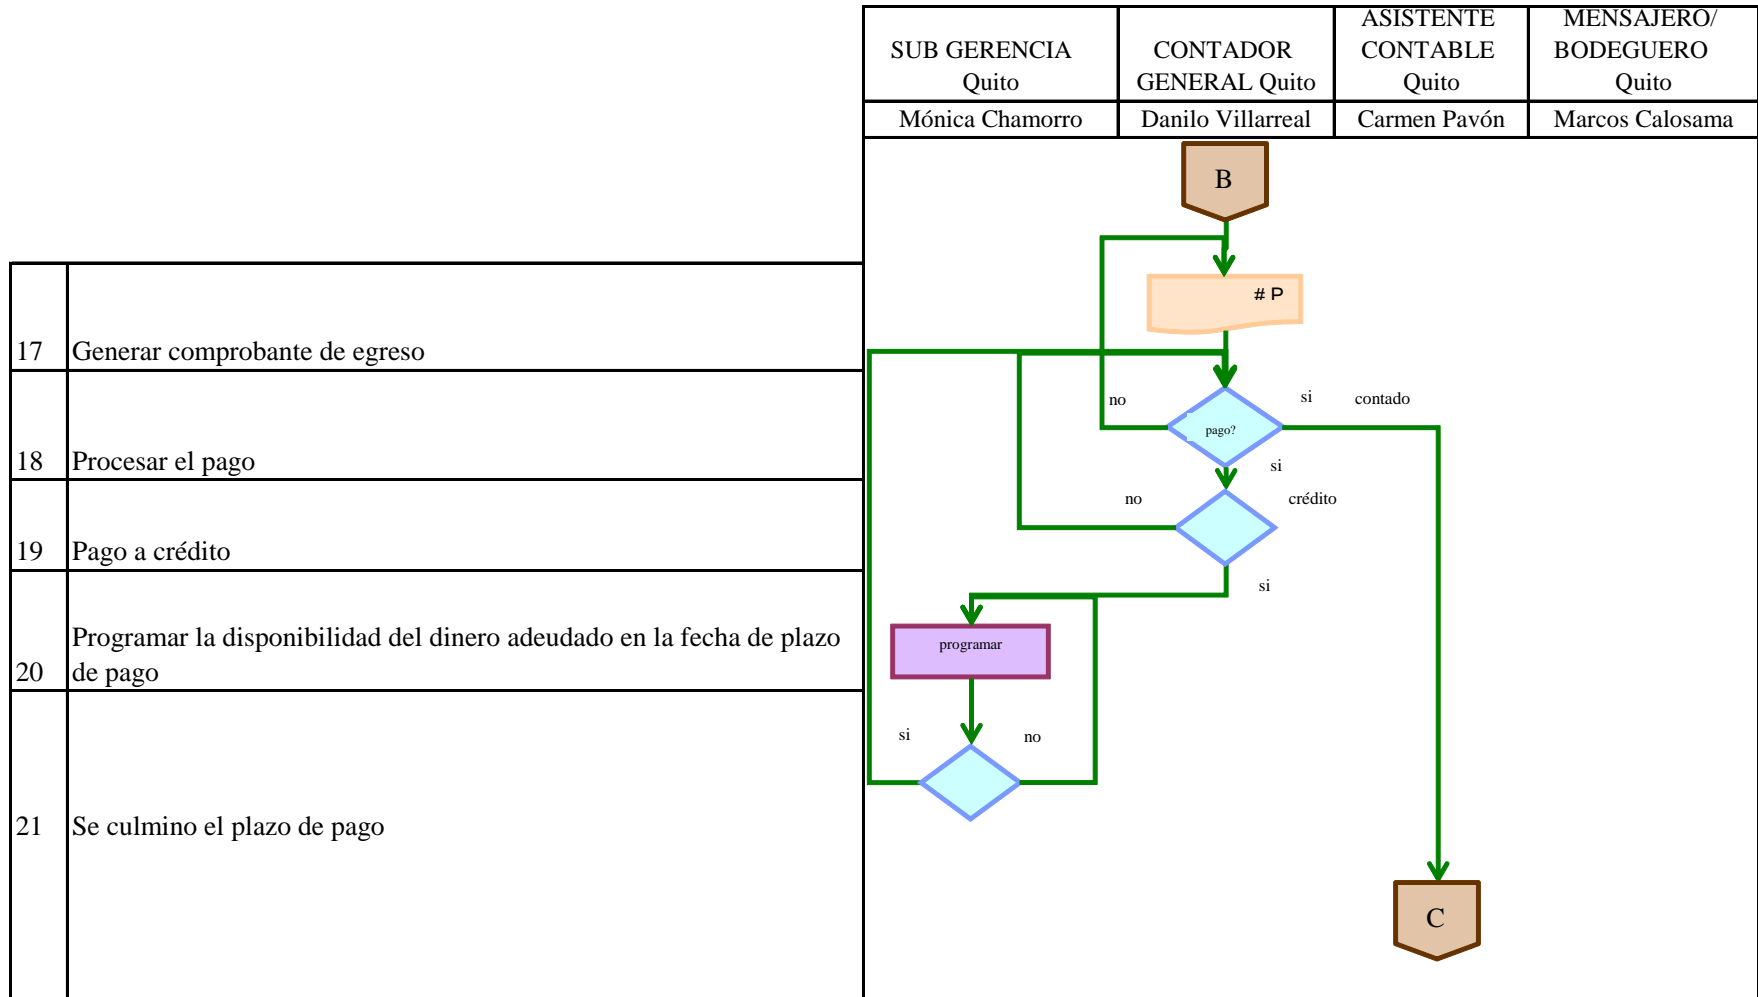 SUB GERENCIA
Quito
CONTADOR
GENERAL Quito
ASISTENTE
CONTABLE
Quito
MENSAJERO/
BODEGUERO
Quito
Mónica Chamorro
Danilo Villarreal
Carmen Pavón
Marcos Calosama
B
# P
17 Generar comprobante de egreso
no
pago?
si
contado
18 Procesar el pago
si
no
crédito
19 Pago a crédito
si
programar
Programar la disponibilidad del dinero adeudado en la fecha de plazo
20 de pago
si
no
21 Se culmino el plazo de pago
C